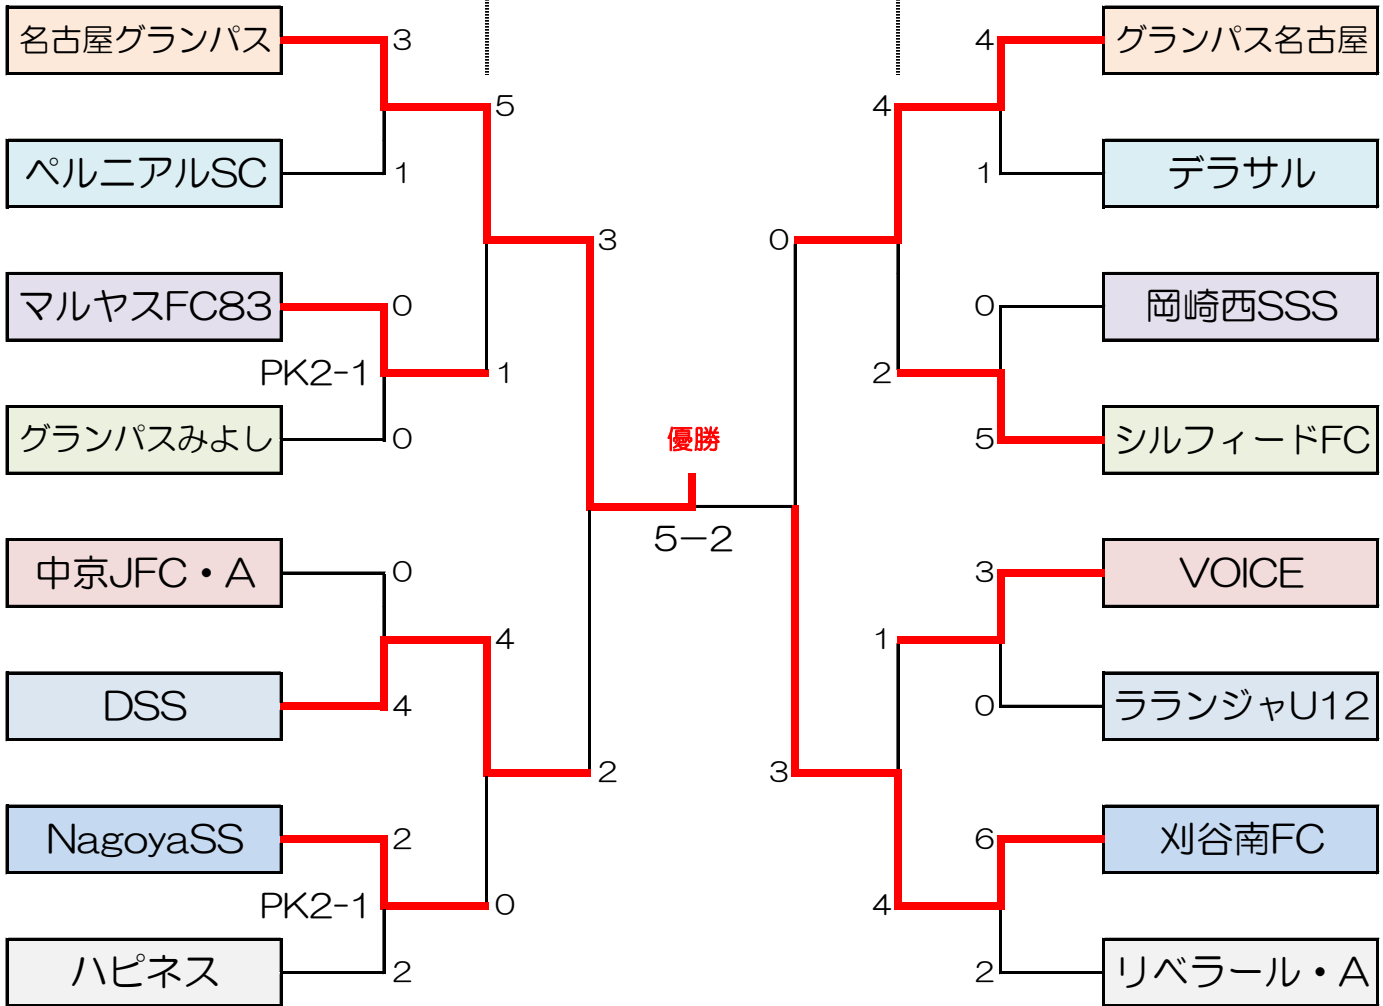 名古屋グランパス 3 4 グランパス名古屋
5 4
ペルニアルSC 1 1 デラサル
3 0
マルヤスFC83 0 0 岡崎西SSS
PK2-1 1 2
グランパスみよし 0 5 シルフィードFC
優勝
5−2
中京JFC・A 0 3 VOICE
4 1
DSS 4 0 ラランジャU12
2 3
NagoyaSS 2 6 刈谷南FC
PK2-1 0 4
ハピネス 2 2 リベラール・A